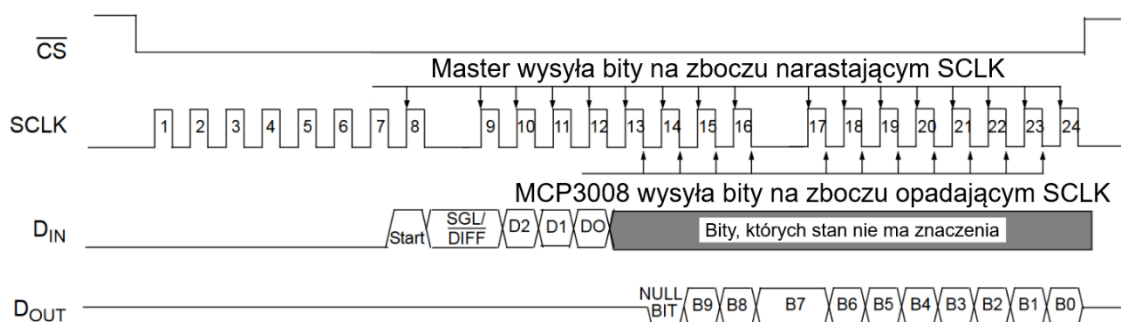 CS
Master wysyła bity na zboczu narastającym SCLK
SCLK 1 2 3 4 5 6 7 8 9 10 11 12 13 14 15 16 17 18 19 20 21 22 23 24
MCP3008 wysyła bity na zboczu opadającym SCLK
DIN Start SGL/DIFF D2 D1 DO Bity, których stan nie ma znaczenia
DOUT NULL BIT B9 B8 B7 B6 B5 B4 B3 B2 B1 B0